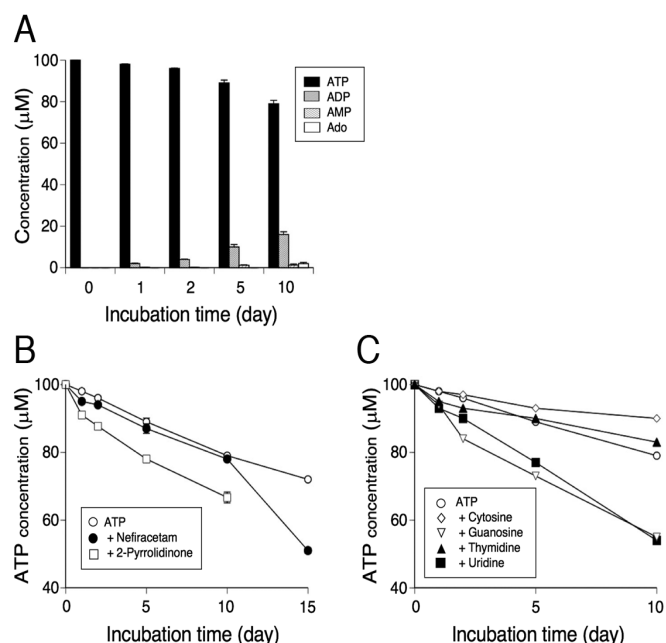 A
Concentration (μM)
100
80
60
40
20
0
ATP
ADP
AMP
Ado
0 1 2 5 10
Incubation time (day)
B
ATP concentration (μM)
100
80
60
40
ATP
+ Nefiracetam
+ 2-Pyrrolidinone
0 5 10 15
Incubation time (day)
C
ATP concentration (μM)
100
80
60
40
ATP
+ Cytosine
+ Guanosine
+ Thymidine
+ Uridine
0 5 10
Incubation time (day)